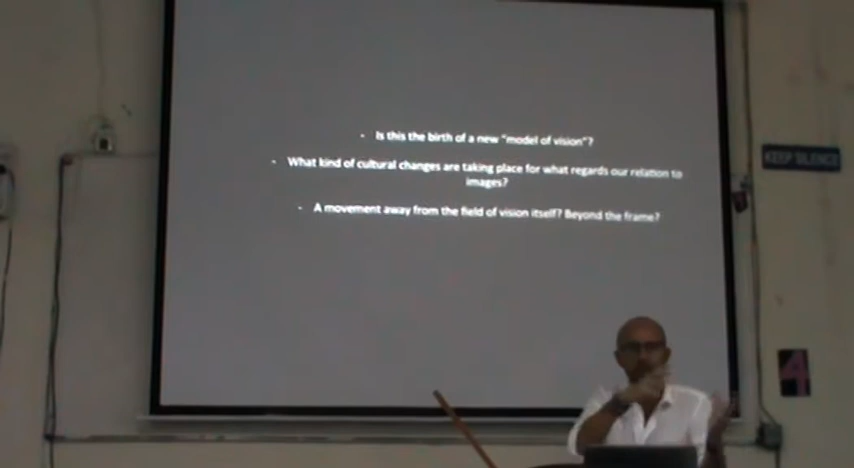 - Is this the birth of a new "model of vision"?
- What kind of cultural changes are taking place for what regards our relation to
images?
- A movement away from the field of vision itself? Beyond the frame?
KEEP SILENCE
4